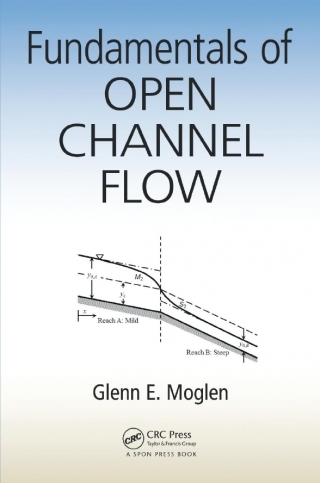 Fundamentals of
OPEN
CHANNEL
FLOW
M₂
S₂
Reach A: Mild
Reach B: Steep
Glenn E. Moglen
CRC
CRC Press
Taylor & Francis Group
A SPON PRESS BOOK